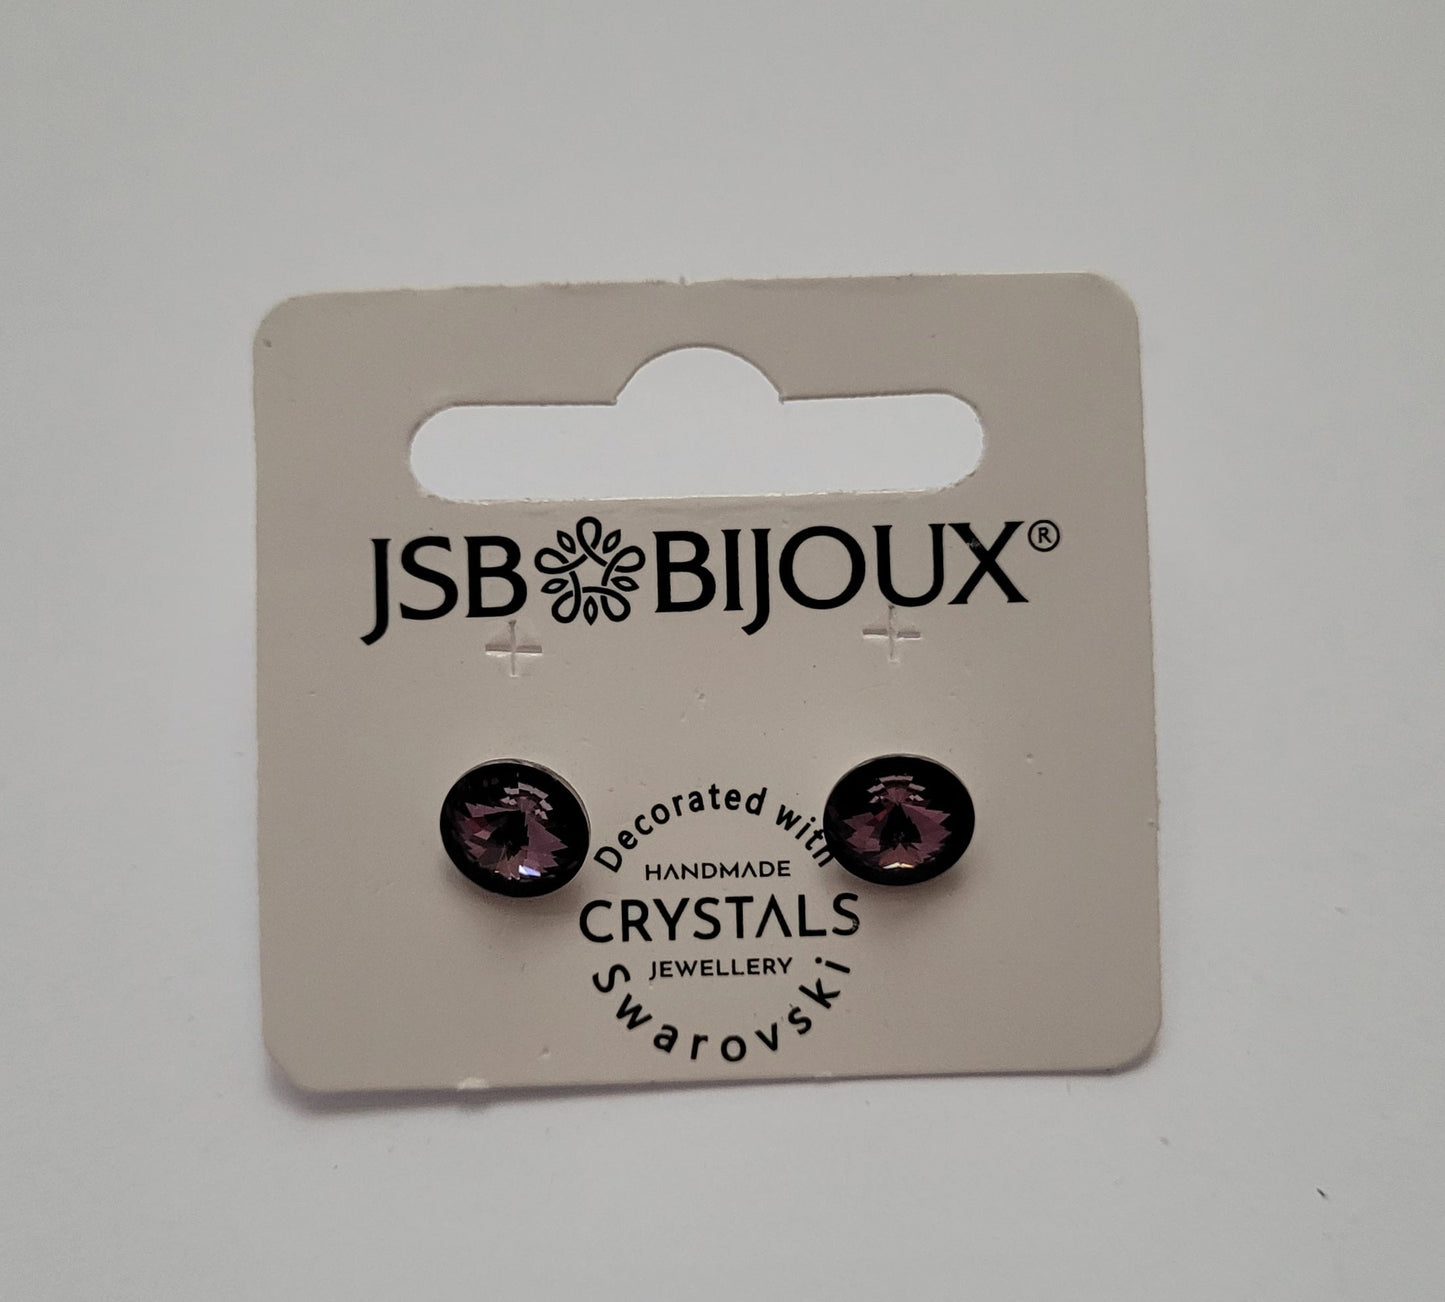 JSB BIJOUX®
Decorated with
HANDMADE
CRYSTALS
JEWELLERY
Swarovski